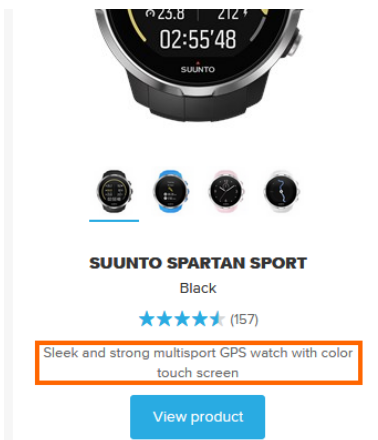 23.8 212
02:55'48
SUUNTO
SUUNTO SPARTAN SPORT
Black
(157)
Sleek and strong multisport GPS watch with color
touch screen
View product